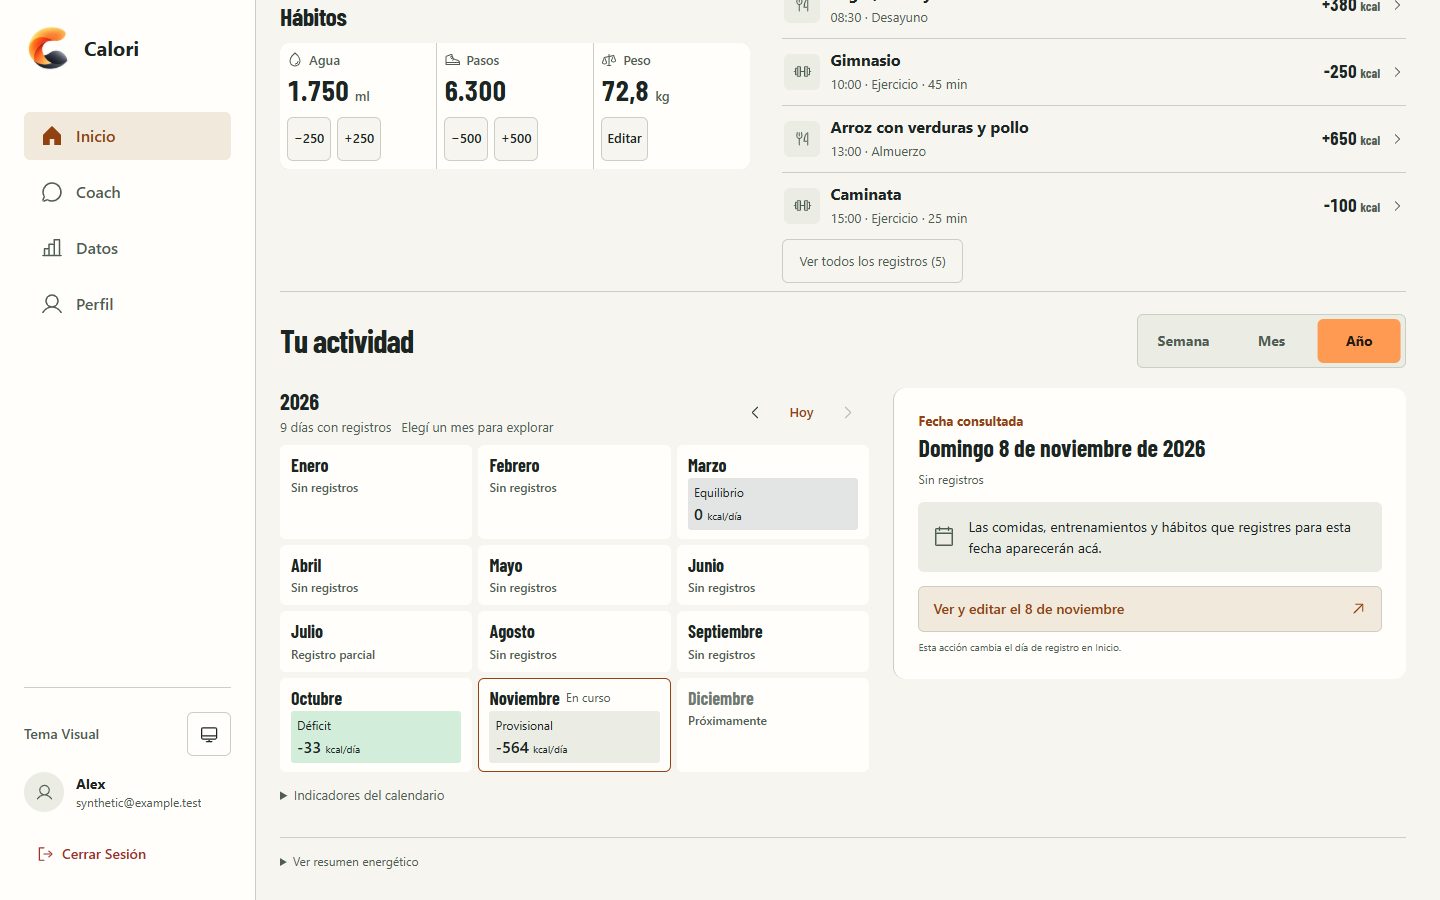 Calori
Inicio
Coach
Datos
Perfil
Tema Visual
Alex
synthetic@example.test
Cerrar Sesión
Hábitos
Agua
1.750 ml
−250
+250
Pasos
6.300
−500
+500
Peso
72,8 kg
Editar
+380 kcal
08:30 · Desayuno
Gimnasio
10:00 · Ejercicio · 45 min
-250 kcal
Arroz con verduras y pollo
13:00 · Almuerzo
+650 kcal
Caminata
15:00 · Ejercicio · 25 min
-100 kcal
Ver todos los registros (5)
Tu actividad
Semana
Mes
Año
2026
9 días con registros Elegí un mes para explorar
Hoy
Enero
Sin registros
Febrero
Sin registros
Marzo
Equilibrio
0 kcal/día
Abril
Sin registros
Mayo
Sin registros
Junio
Sin registros
Julio
Registro parcial
Agosto
Sin registros
Septiembre
Sin registros
Octubre
Déficit
-33 kcal/día
Noviembre En curso
Provisional
-564 kcal/día
Diciembre
Próximamente
Indicadores del calendario
Fecha consultada
Domingo 8 de noviembre de 2026
Sin registros
Las comidas, entrenamientos y hábitos que registres para esta
fecha aparecerán acá.
Ver y editar el 8 de noviembre
Esta acción cambia el día de registro en Inicio.
Ver resumen energético